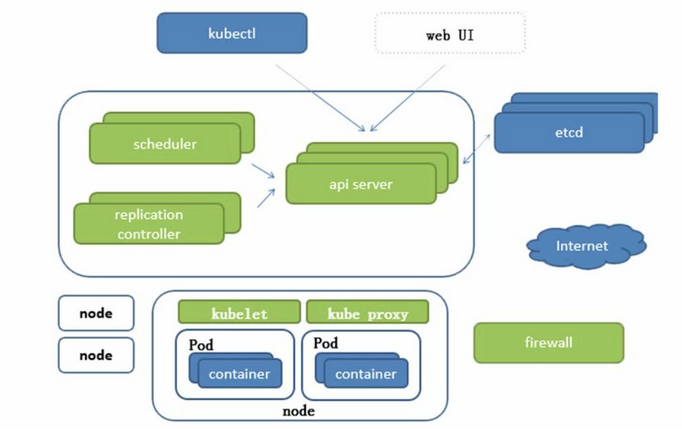 kubectl
web UI
scheduler
etcd
api server
replication
controller
Internet
node
node
kubelet
kube proxy
Pod
container
Pod
container
node
firewall